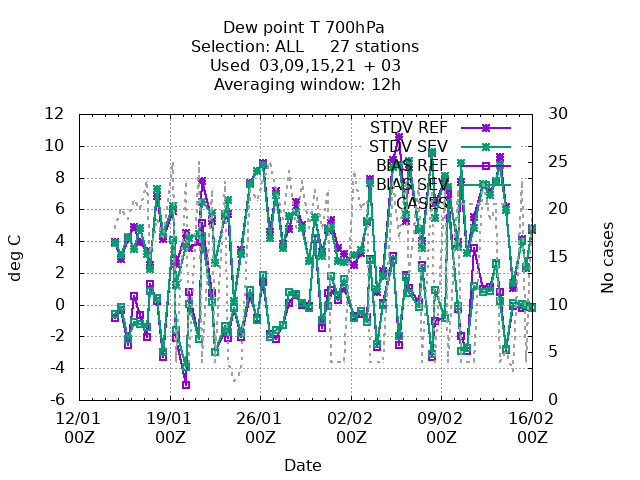 Dew point T 700hPa
Selection: ALL 27 stations
Used 03,09,15,21 + 03
Averaging window: 12h
STDV REF
STDV SEV
BIAS REF
BIAS SEV
CASES
deg C
12
10
8
6
4
2
0
-2
-4
-6
No cases
30
25
20
15
10
5
0
12/01 19/01 26/01 02/02 09/02 16/02
00Z 00Z 00Z 00Z 00Z 00Z
Date